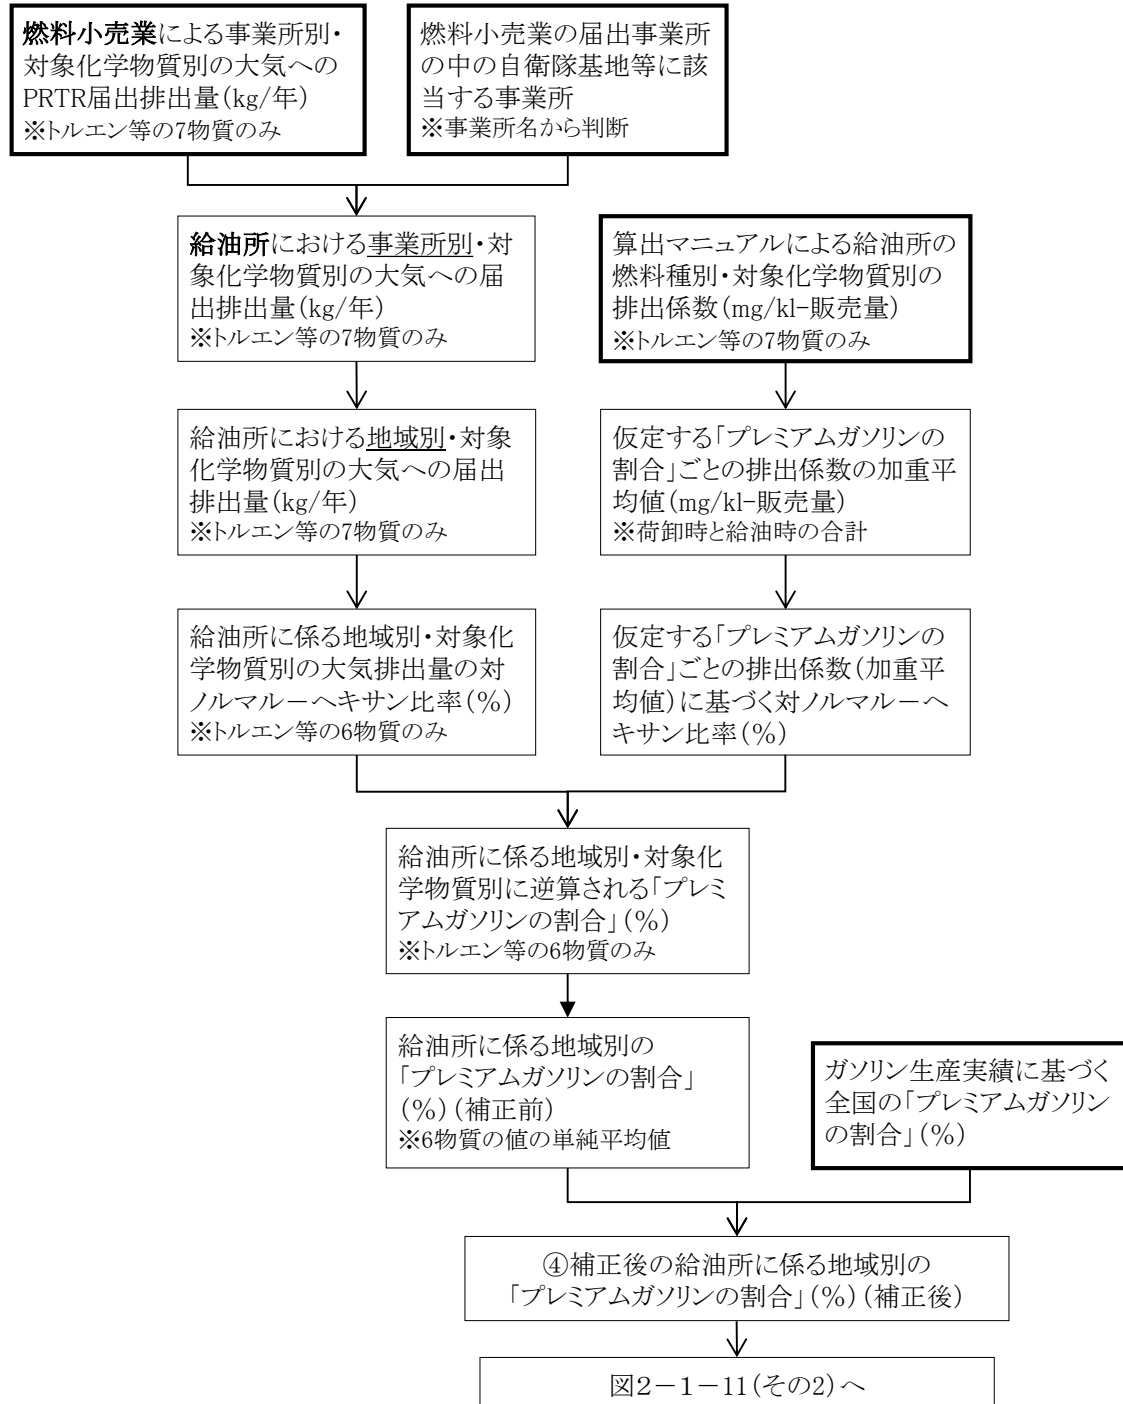 燃料小売業による事業所別・
対象化学物質別の大気への
PRTR届出排出量(kg/年)
※トルエン等の7物質のみ
燃料小売業の届出事業所
の中の自衛隊基地等に該
当する事業所
※事業所名から判断
給油所における事業所別・対
象化学物質別の大気への届
出排出量(kg/年)
※トルエン等の7物質のみ
算出マニュアルによる給油所の
燃料種別・対象化学物質別の
排出係数(mg/kl-販売量)
※トルエン等の7物質のみ
給油所における地域別・対象
化学物質別の大気への届出
排出量(kg/年)
※トルエン等の7物質のみ
仮定する「プレミアムガソリンの
割合」ごとの排出係数の加重平
均値(mg/kl-販売量)
※荷卸時と給油時の合計
給油所に係る地域別・対象化
学物質別の大気排出量の対
ノルマル－ヘキサン比率(%)
※トルエン等の6物質のみ
仮定する「プレミアムガソリンの
割合」ごとの排出係数(加重平
均値)に基づく対ノルマル－ヘ
キサン比率(%)
給油所に係る地域別・対象化
学物質別に逆算される「プレミ
アムガソリンの割合」(%)
※トルエン等の6物質のみ
給油所に係る地域別の
「プレミアムガソリンの割合」
(%)(補正前)
※6物質の値の単純平均値
ガソリン生産実績に基づく
全国の「プレミアムガソリン
の割合」(%)
④補正後の給油所に係る地域別の
「プレミアムガソリンの割合」(%)(補正後)
図２－１－11(その2)へ